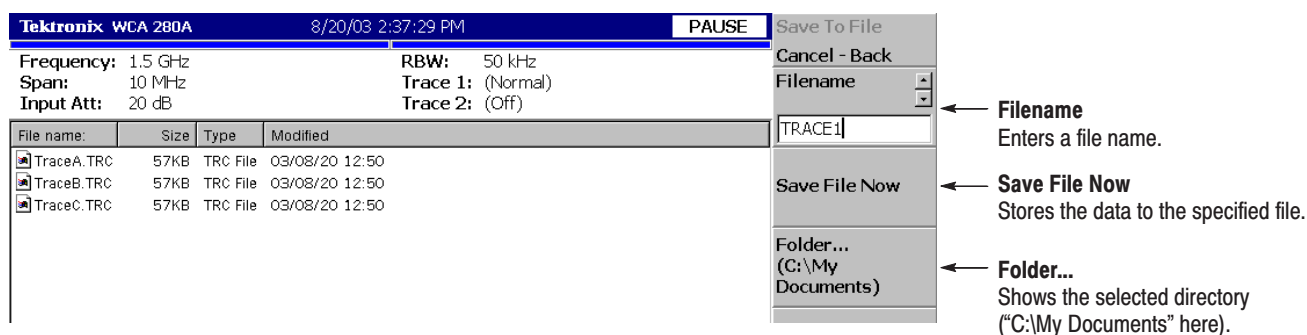 Tektronix WCA 280A 8/20/03 2:37:29 PM PAUSE
Frequency: 1.5 GHz RBW: 50 kHz
Span: 10 MHz Trace 1: (Normal)
Input Att: 20 dB Trace 2: (Off)
File name: Size Type Modified
TraceA.TRC 57KB TRC File 03/08/20 12:50
TraceB.TRC 57KB TRC File 03/08/20 12:50
TraceC.TRC 57KB TRC File 03/08/20 12:50
Save To File
Cancel - Back
Filename
TRACE1
Save File Now
Folder...
(C:\My
Documents)
Filename
Enters a file name.
Save File Now
Stores the data to the specified file.
Folder...
Shows the selected directory
(“C:\My Documents” here).